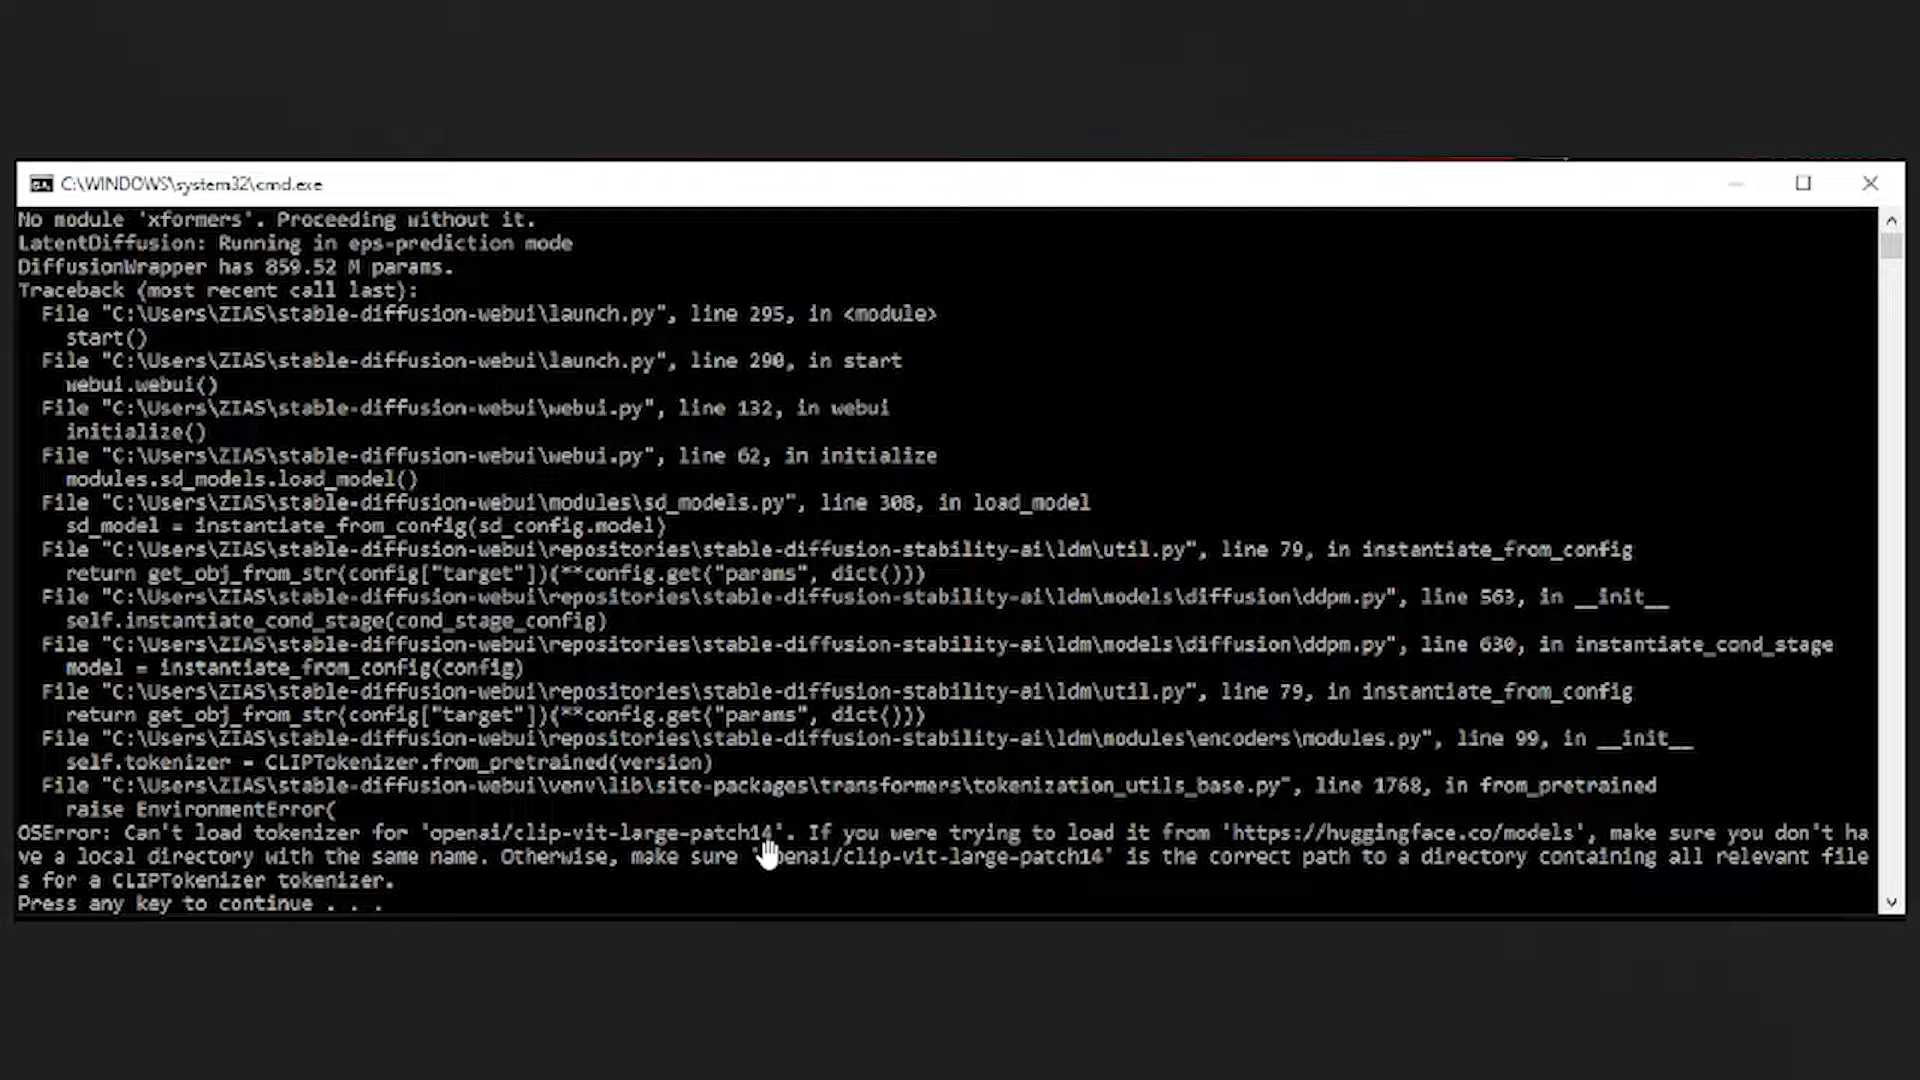 C:\WINDOWS\system32\cmd.exe
No module 'xformers'. Proceeding without it.
LatentDiffusion: Running in eps-prediction mode
DiffusionWrapper has 859.52 M params.
Traceback (most recent call last):
  File "C:\Users\ZIAS\stable-diffusion-webui\launch.py", line 295, in <module>
    start()
  File "C:\Users\ZIAS\stable-diffusion-webui\launch.py", line 290, in start
    webui.webui()
  File "C:\Users\ZIAS\stable-diffusion-webui\webui.py", line 132, in webui
    initialize()
  File "C:\Users\ZIAS\stable-diffusion-webui\webui.py", line 62, in initialize
    modules.sd_models.load_model()
  File "C:\Users\ZIAS\stable-diffusion-webui\modules\sd_models.py", line 308, in load_model
    sd_model = instantiate_from_config(sd_config.model)
  File "C:\Users\ZIAS\stable-diffusion-webui\repositories\stable-diffusion-stability-ai\ldm\util.py", line 79, in instantiate_from_config
    return get_obj_from_str(config["target"])(**config.get("params", dict()))
  File "C:\Users\ZIAS\stable-diffusion-webui\repositories\stable-diffusion-stability-ai\ldm\models\diffusion\ddpm.py", line 563, in __init__
    self.instantiate_cond_stage(cond_stage_config)
  File "C:\Users\ZIAS\stable-diffusion-webui\repositories\stable-diffusion-stability-ai\ldm\models\diffusion\ddpm.py", line 630, in instantiate_cond_stage
    model = instantiate_from_config(config)
  File "C:\Users\ZIAS\stable-diffusion-webui\repositories\stable-diffusion-stability-ai\ldm\util.py", line 79, in instantiate_from_config
    return get_obj_from_str(config["target"])(**config.get("params", dict()))
  File "C:\Users\ZIAS\stable-diffusion-webui\repositories\stable-diffusion-stability-ai\ldm\modules\encoders\modules.py", line 99, in __init__
    self.tokenizer = CLIPTokenizer.from_pretrained(version)
  File "C:\Users\ZIAS\stable-diffusion-webui\venv\lib\site-packages\transformers\tokenization_utils_base.py", line 1768, in from_pretrained
    raise EnvironmentError(
OSError: Can't load tokenizer for 'openai/clip-vit-large-patch14'. If you were trying to load it from 'https://huggingface.co/models', make sure you don't ha
ve a local directory with the same name. Otherwise, make sure 'openai/clip-vit-large-patch14' is the correct path to a directory containing all relevant file
s for a CLIPTokenizer tokenizer.
Press any key to continue . . .